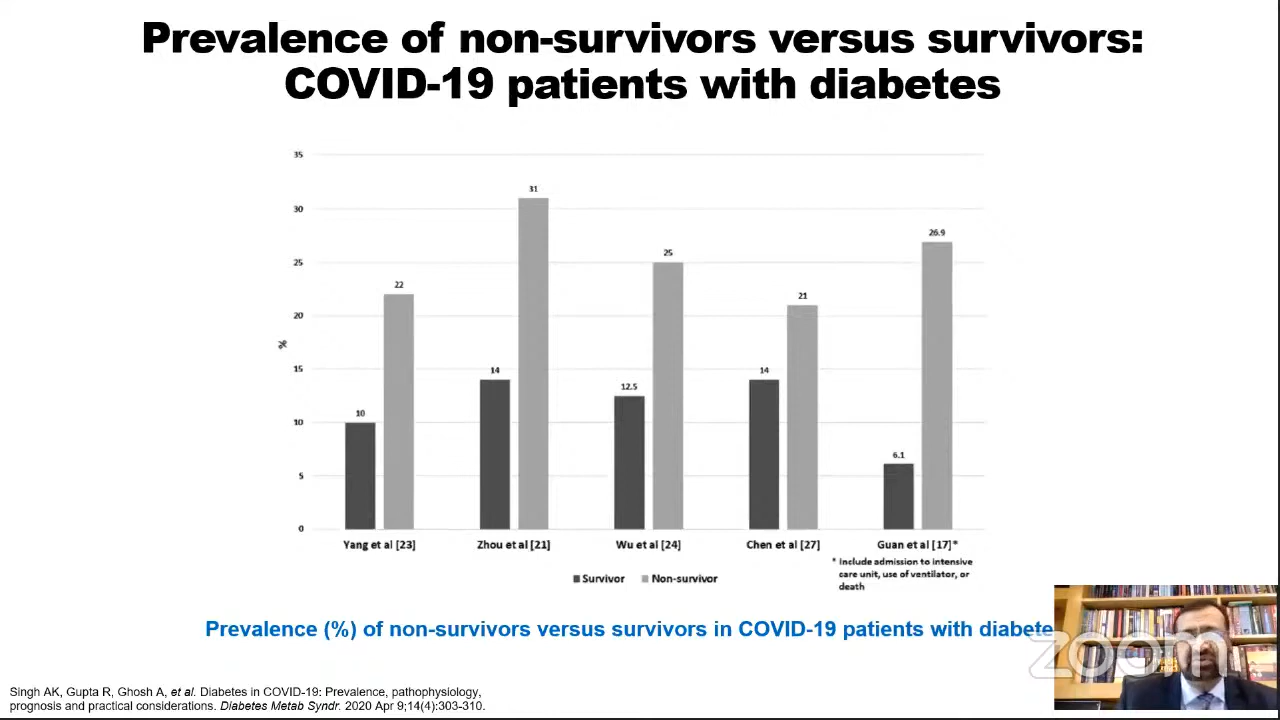 Prevalence of non-survivors versus survivors:
COVID-19 patients with diabetes
35
30
25
20
15
10
5
0
%
10
22
14
31
12.5
25
14
21
6.1
26.9
Yang et al [23]
Zhou et al [21]
Wu et al [24]
Chen et al [27]
Guan et al [17]*
* Include admission to intensive
care unit, use of ventilator, or
death
Survivor
Non-survivor
Prevalence (%) of non-survivors versus survivors in COVID-19 patients with diabete
zoom
Singh AK, Gupta R, Ghosh A, et al. Diabetes in COVID-19: Prevalence, pathophysiology,
prognosis and practical considerations. Diabetes Metab Syndr. 2020 Apr 9;14(4):303-310.